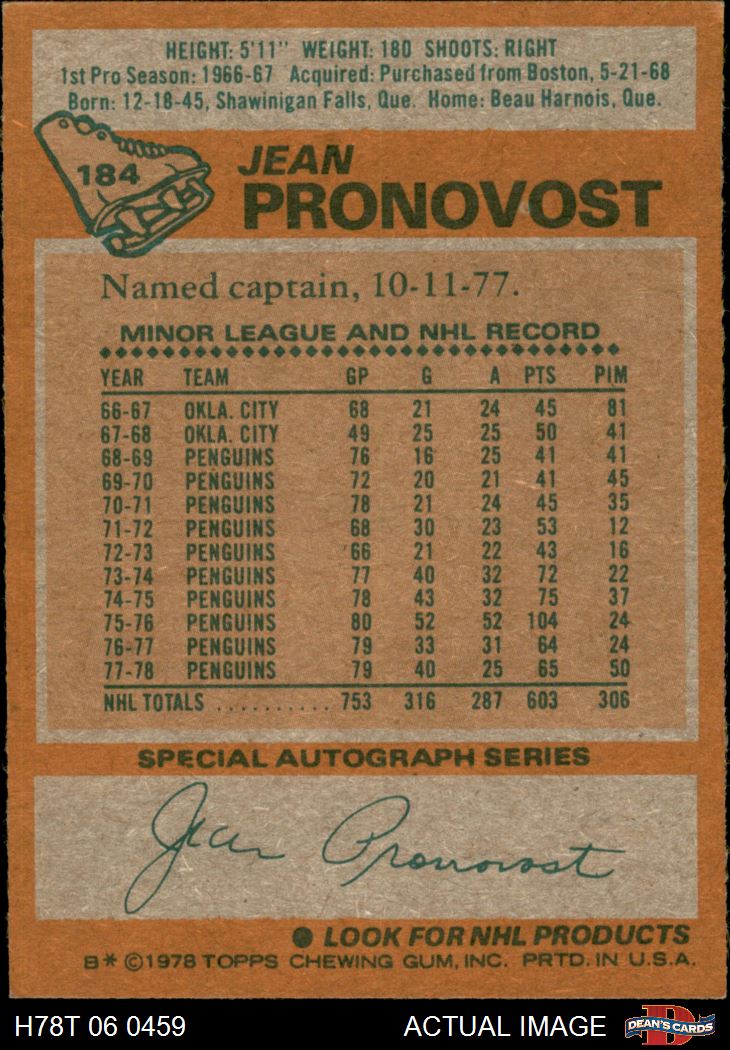 HEIGHT: 5'11" WEIGHT: 180 SHOOTS: RIGHT
1st Pro Season: 1966-67 Acquired: Purchased from Boston, 5-21-68
Born: 12-18-45, Shawinigan Falls, Que. Home: Beau Harnois, Que.
184
JEAN
PRONOVOST
Named captain, 10-11-77.
MINOR LEAGUE AND NHL RECORD
YEAR TEAM GP G A PTS PIM
66-67 OKLA. CITY 68 21 24 45 81
67-68 OKLA. CITY 49 25 25 50 41
68-69 PENGUINS 76 16 25 41 41
69-70 PENGUINS 72 20 21 41 45
70-71 PENGUINS 78 21 24 45 35
71-72 PENGUINS 68 30 23 53 12
72-73 PENGUINS 66 21 22 43 16
73-74 PENGUINS 77 40 32 72 22
74-75 PENGUINS 78 43 32 75 37
75-76 PENGUINS 80 52 52 104 24
76-77 PENGUINS 79 33 31 64 24
77-78 PENGUINS 79 40 25 65 50
NHL TOTALS .......... 753 316 287 603 306
SPECIAL AUTOGRAPH SERIES
Jean Pronovost
● LOOK FOR NHL PRODUCTS
B* ©1978 TOPPS CHEWING GUM, INC. PRTD. IN U.S.A.
H78T 06 0459 ACTUAL IMAGE
D
DEAN'S CARDS